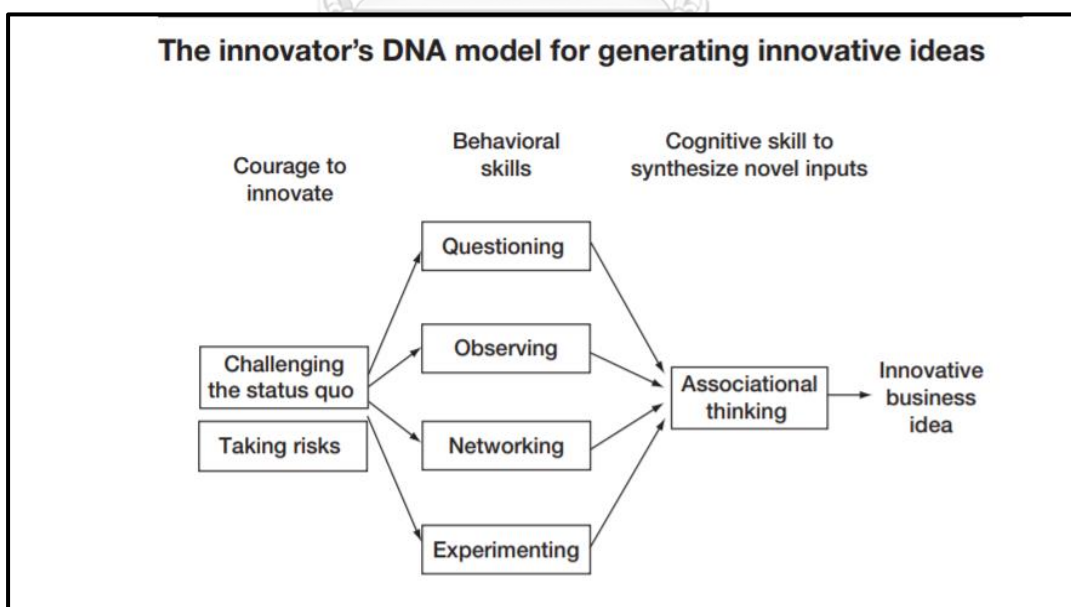 The innovator’s DNA model for generating innovative ideas
Courage to
innovate
Behavioral
skills
Cognitive skill to
synthesize novel inputs
Challenging
the status quo
Taking risks
Questioning
Observing
Networking
Experimenting
Associational
thinking
Innovative
business
idea